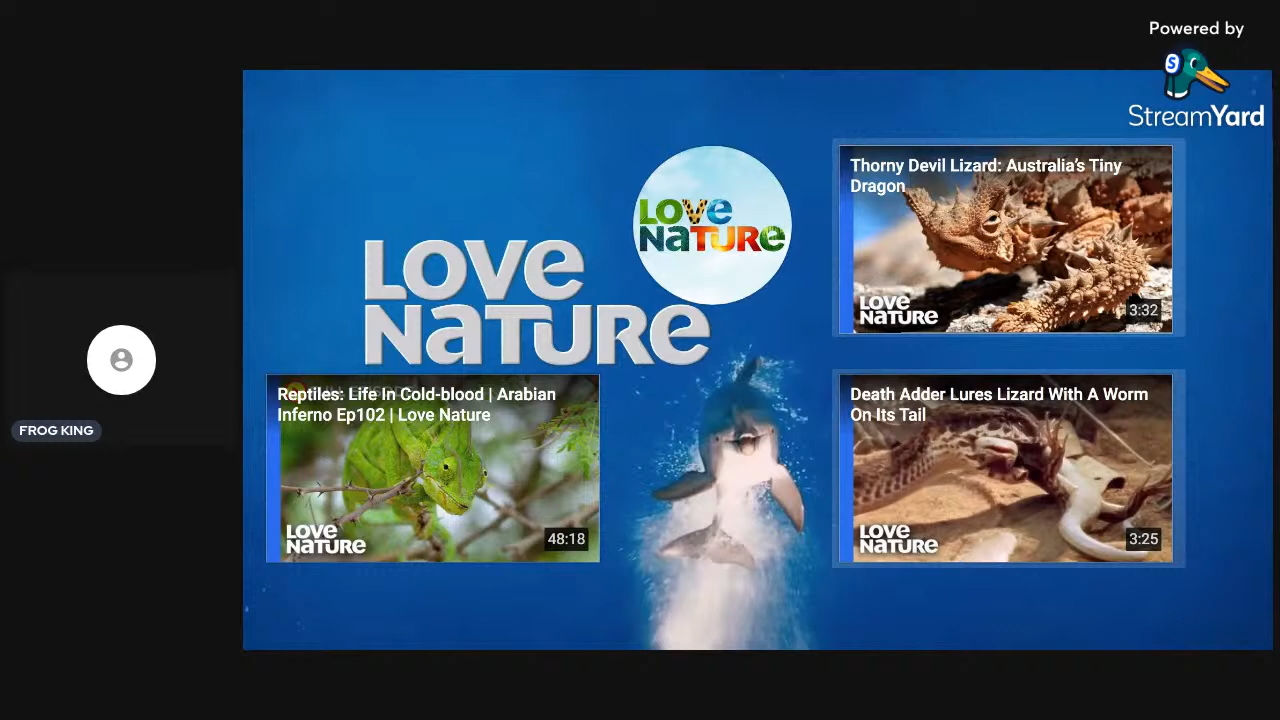 Powered by
S
StreamYard
LOVE
NATURE
LOVE
NATURE
Thorny Devil Lizard: Australia's Tiny
Dragon
LOVE
NATURE
3:32
Reptiles: Life In Cold-blood | Arabian
Inferno Ep102 | Love Nature
LOVE
NATURE
48:18
Death Adder Lures Lizard With A Worm
On Its Tail
LOVE
NATURE
3:25
FROG KING